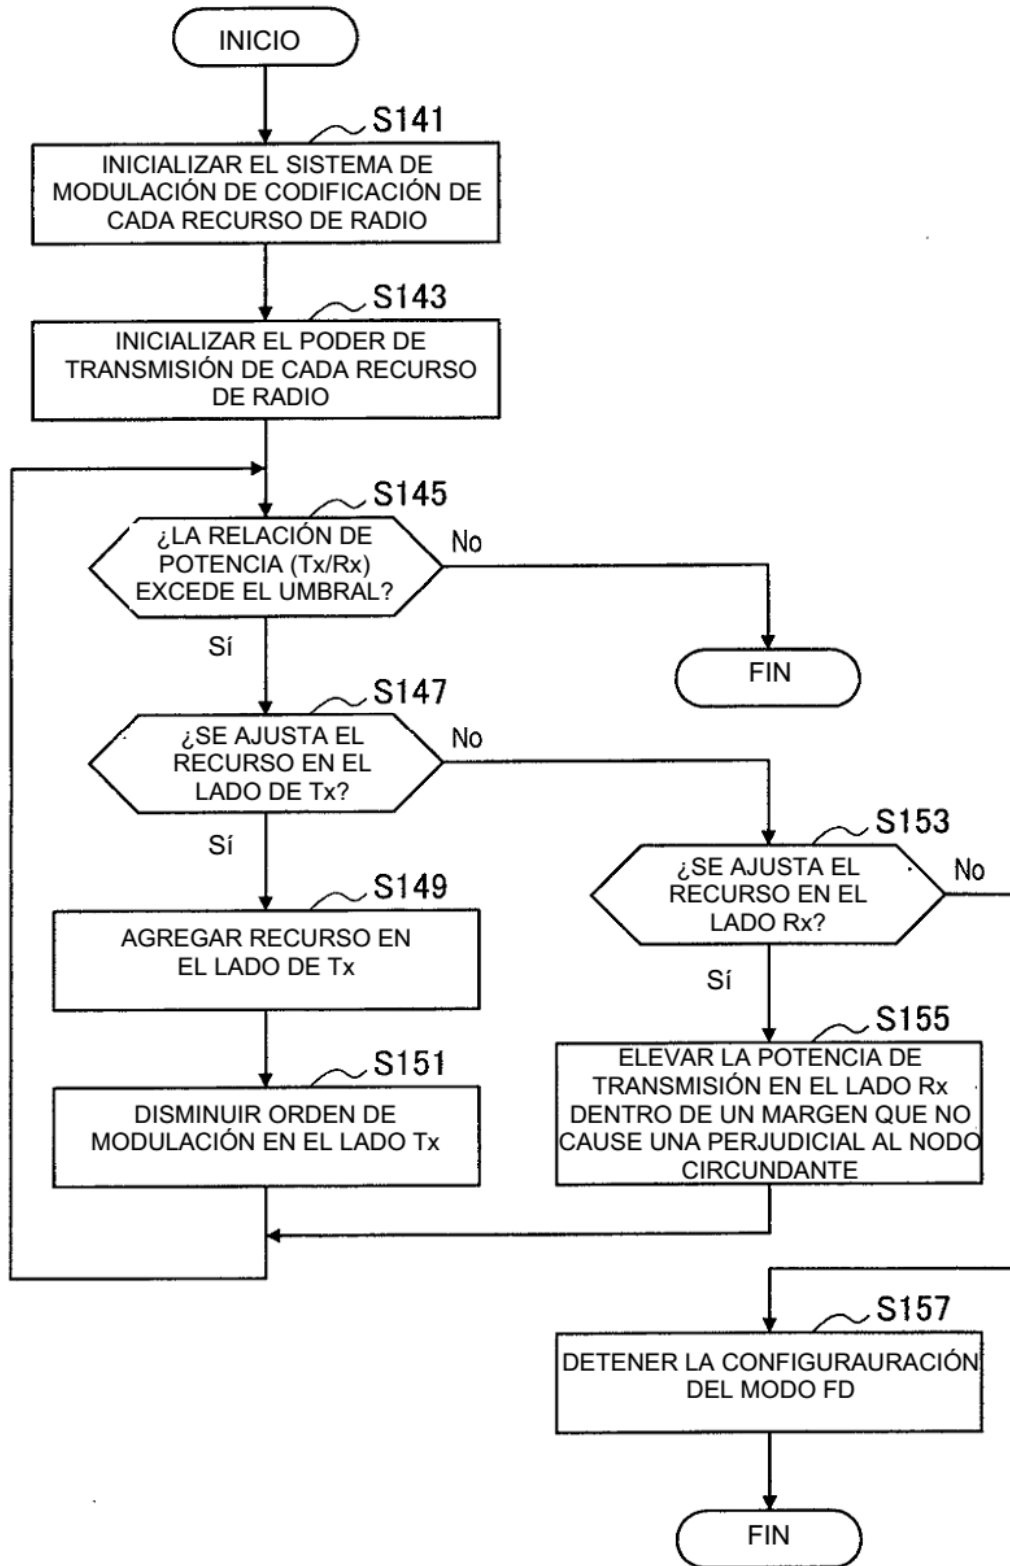 INICIO
S141
INICIALIZAR EL SISTEMA DE
MODULACIÓN DE CODIFICACIÓN DE
CADA RECURSO DE RADIO
S143
INICIALIZAR EL PODER DE
TRANSMISIÓN DE CADA RECURSO
DE RADIO
S145
¿LA RELACIÓN DE
POTENCIA (Tx/Rx)
EXCEDE EL UMBRAL?
No
Sí
FIN
S147
¿SE AJUSTA EL
RECURSO EN EL
LADO DE Tx?
No
Sí
S153
¿SE AJUSTA EL
RECURSO EN EL
LADO Rx?
No
Sí
S149
AGREGAR RECURSO EN
EL LADO DE Tx
S151
DISMINUIR ORDEN DE
MODULACIÓN EN EL LADO Tx
S155
ELEVAR LA POTENCIA DE
TRANSMISIÓN EN EL LADO Rx
DENTRO DE UN MARGEN QUE NO
CAUSE UNA PERJUDICIAL AL NODO
CIRCUNDANTE
S157
DETENER LA CONFIGURAURACIÓN
DEL MODO FD
FIN